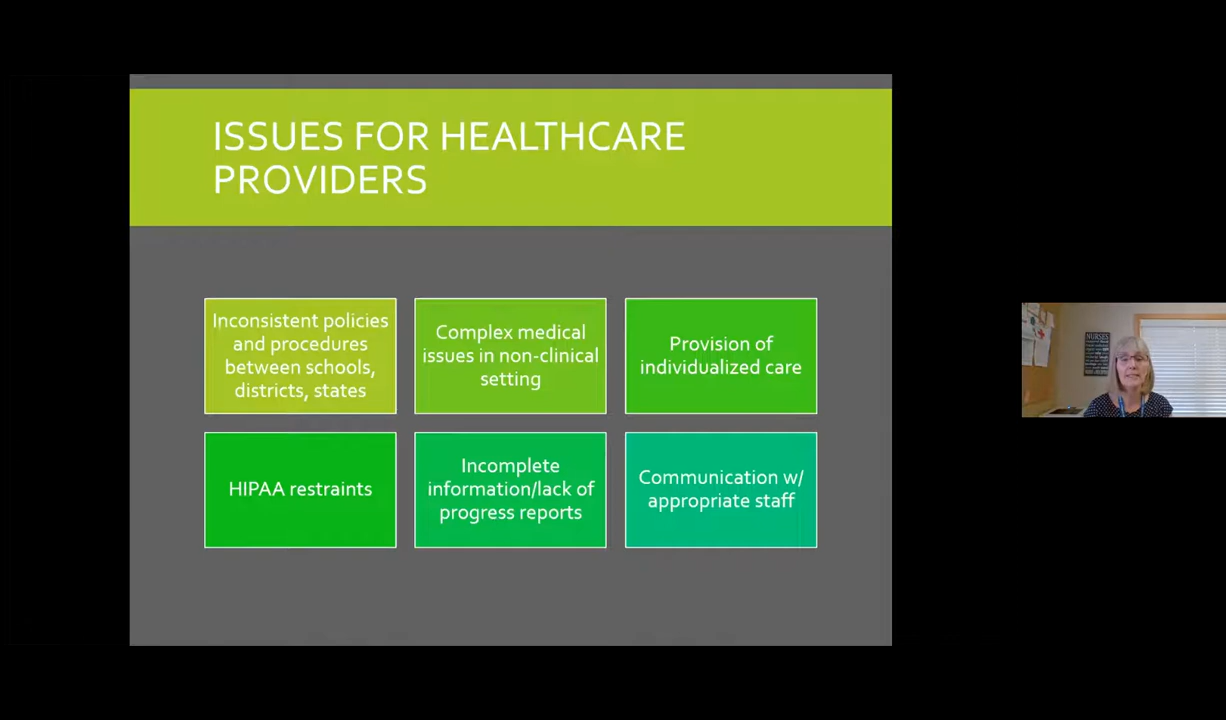 ISSUES FOR HEALTHCARE
PROVIDERS
Inconsistent policies
and procedures
between schools,
districts, states
Complex medical
issues in non-clinical
setting
Provision of
individualized care
HIPAA restraints
Incomplete
information/lack of
progress reports
Communication w/
appropriate staff
NURSES